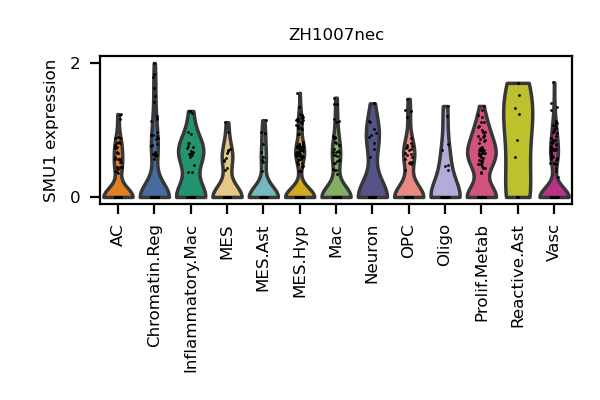 ZH1007nec
SMU1 expression
2
0
AC
Chromatin.Reg
Inflammatory.Mac
MES
MES.Ast
MES.Hyp
Mac
Neuron
OPC
Oligo
Prolif.Metab
Reactive.Ast
Vasc